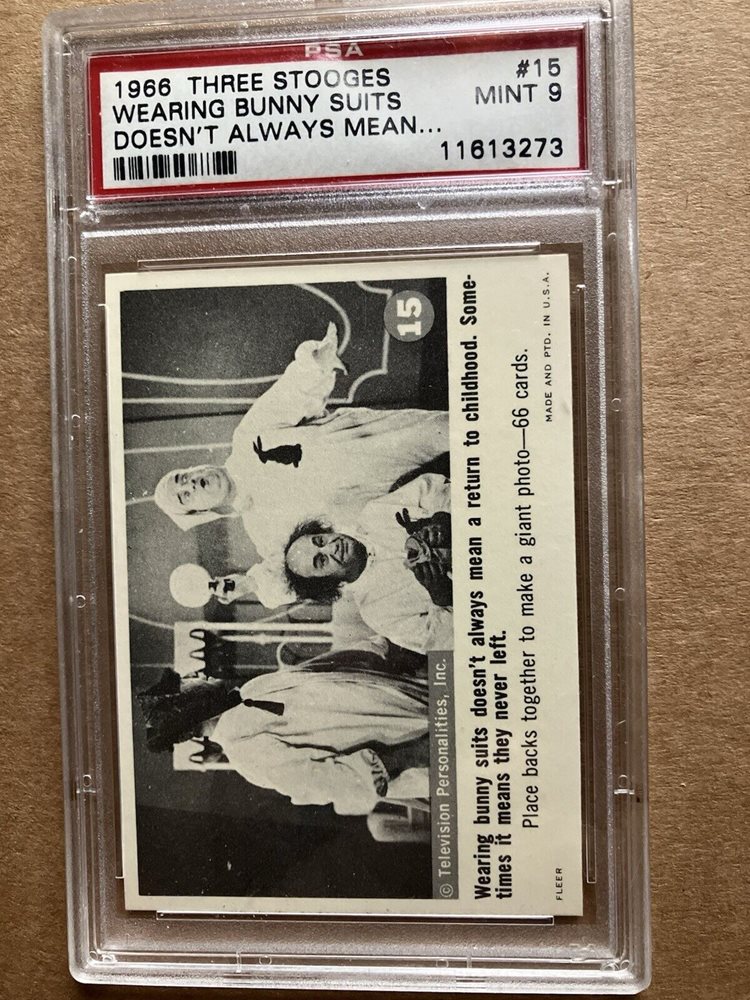 PSA
1966 THREE STOOGES #15
WEARING BUNNY SUITS MINT 9
DOESN'T ALWAYS MEAN...
11613273
15
© Television Personalities, Inc.
Wearing bunny suits doesn't always mean a return to childhood. Some-
times it means they never left.
Place backs together to make a giant photo—66 cards.
FLEER MADE AND PTD. IN U.S.A.